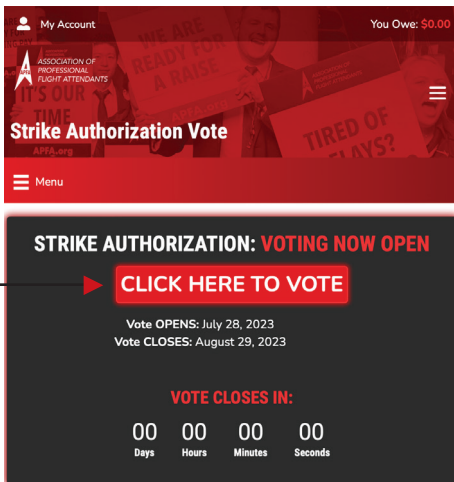 My Account
You Owe: $0.00
WE ARE
READY FOR
A RAISE
ASSOCIATION OF
PROFESSIONAL
FLIGHT ATTENDANTS
APFA
IT'S OUR
TIME
APFA.org
TIRED OF
Strike Authorization Vote
APFA.org
Menu
STRIKE AUTHORIZATION: VOTING NOW OPEN
CLICK HERE TO VOTE
Vote OPENS: July 28, 2023
Vote CLOSES: August 29, 2023
VOTE CLOSES IN:
00 00 00 00
Days Hours Minutes Seconds